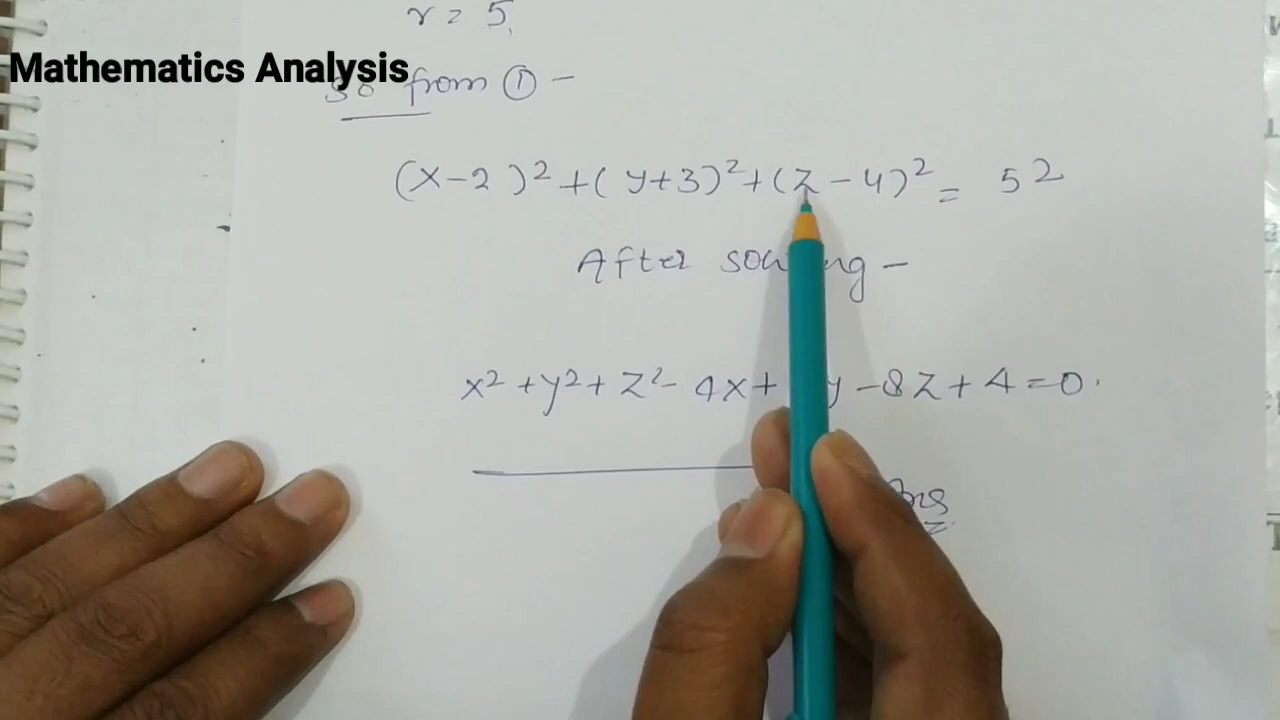 r = 5.
Mathematics Analysis
So from ① -
(x-2)² + (y+3)² + (z-4)² = 5²
After -
x² + y² + z² - 4x + y - 8z + 4 = 0.
Ans